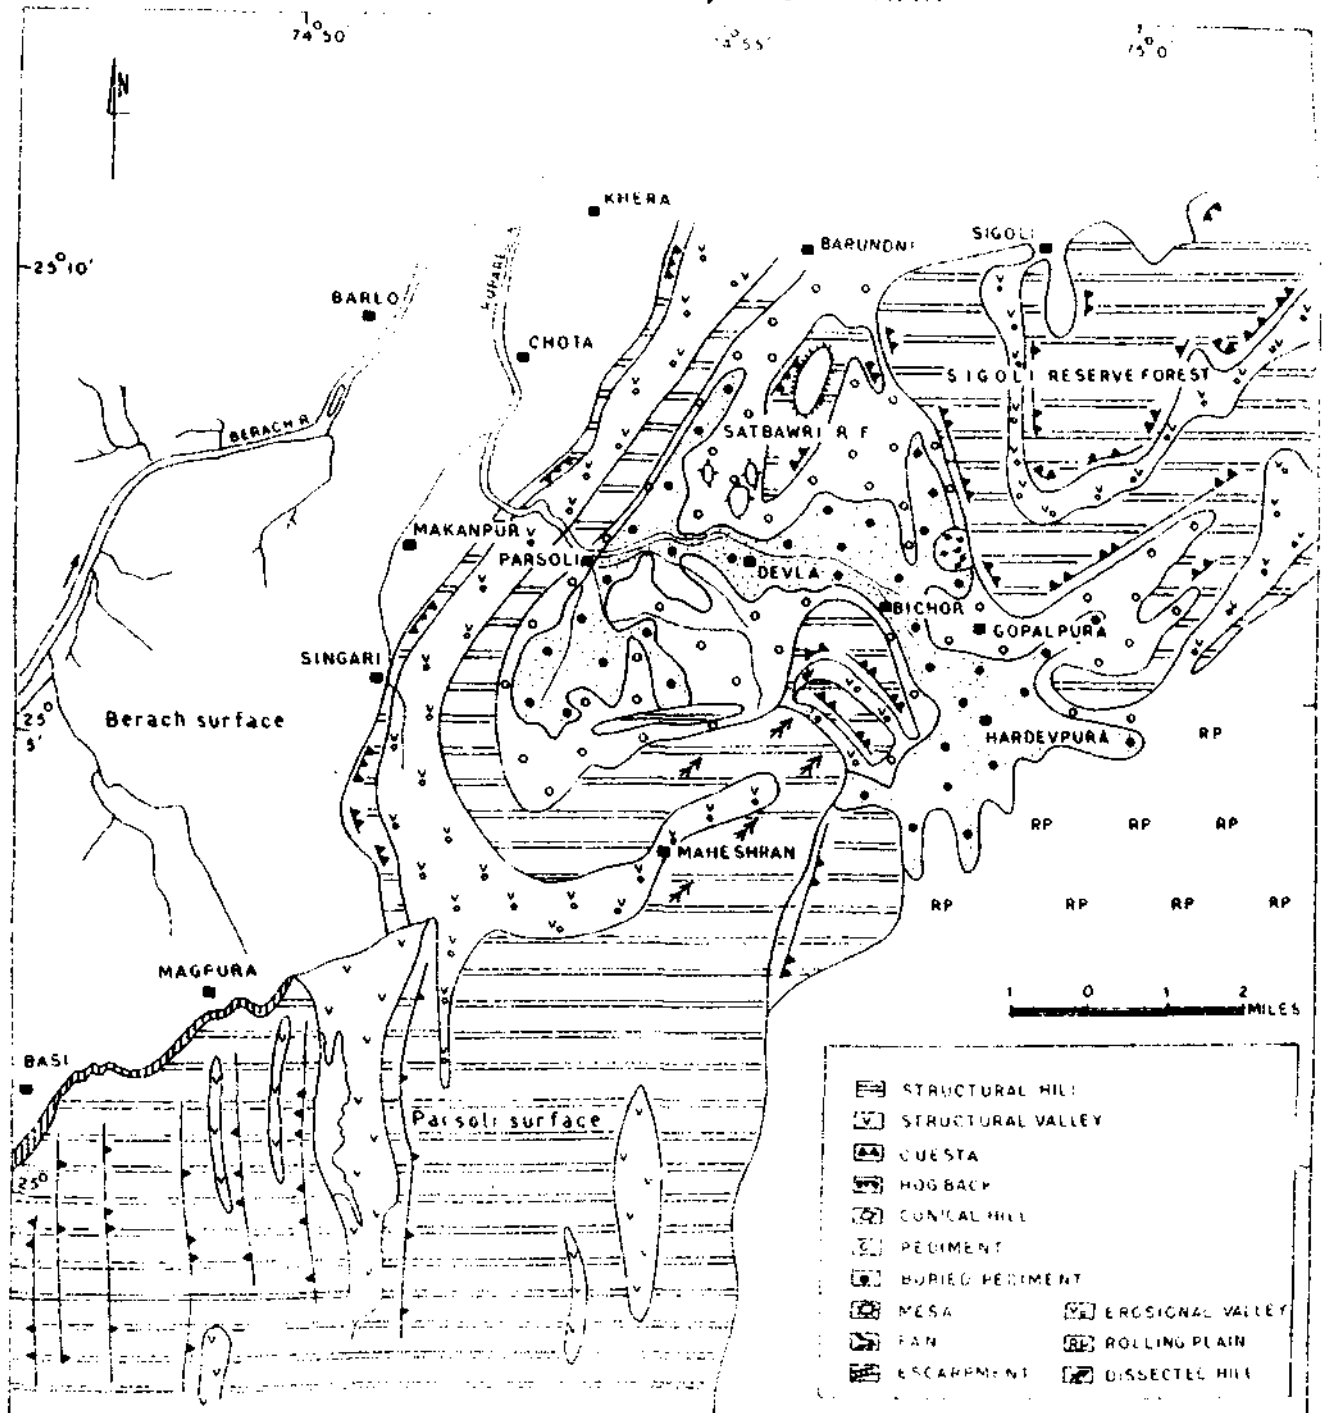 74°50'
75°0'
N
KHERA
SIGOLI
BARUNDNI
25°10'
BARLO
CHOTA
SIGOLI RESERVE FOREST
BERACH R.
SATBAWRI R F
MAKANPUR
PARSOLI
DEVLA
BICHOR
GOPALPURA
SINGARI
25°
5'
Berach surface
HARDEVPURA
RP
RP RP RP
MAHESHRAN
RP RP RP RP
MAGPURA
1 0 1 2
MILES
BASI
STRUCTURAL HILL
Parsoli surface
V STRUCTURAL VALLEY
CUESTA
25°
HOG BACK
CONICAL HILL
PEDIMENT
BURIED PEDIMENT
MESA
EROSIONAL VALLEY
FAN
RP ROLLING PLAIN
ESCARPMENT
DISSECTED HILL